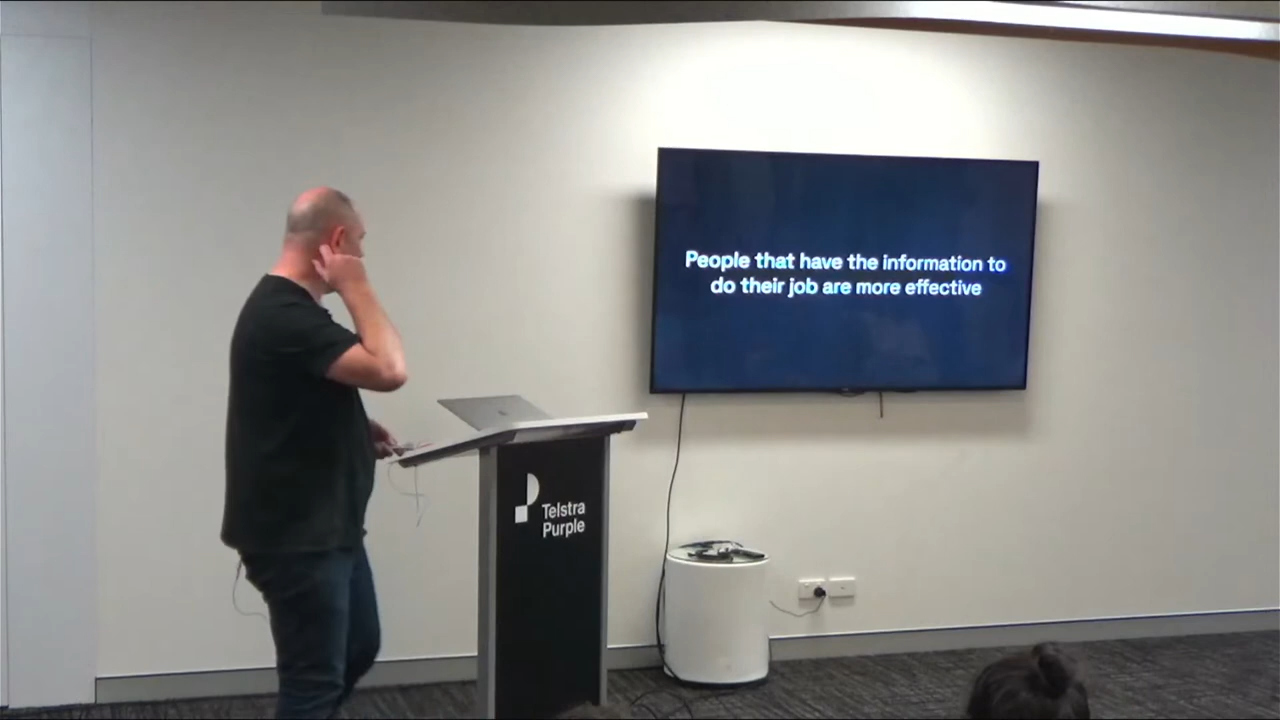 People that have the information to
do their job are more effective
Telstra
Purple